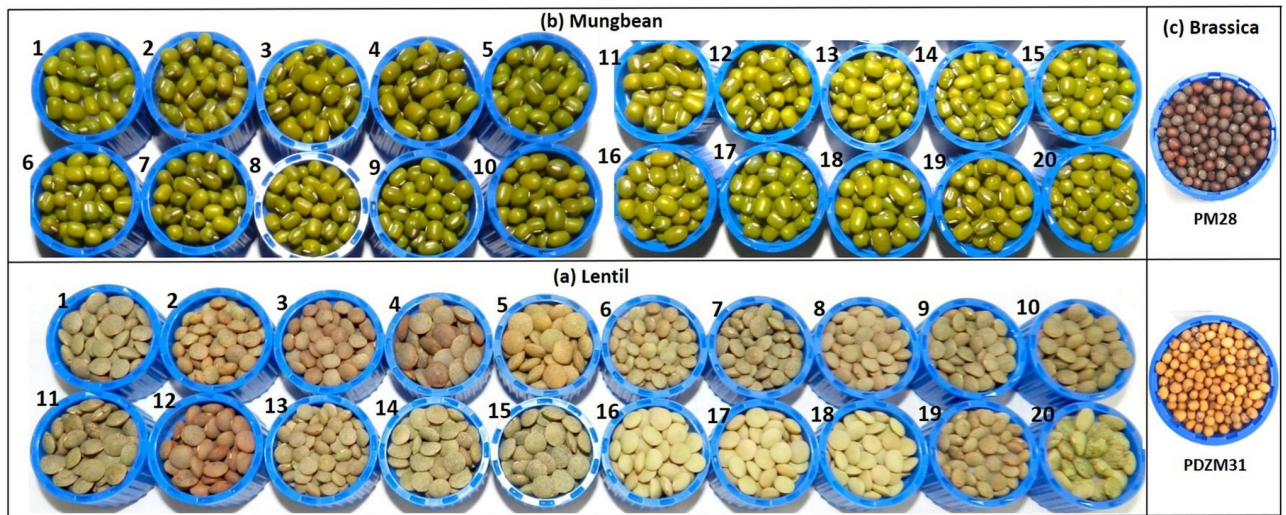 (b) Mungbean
1 2 3 4 5 11 12 13 14 15
6 7 8 9 10 16 17 18 19 20
(c) Brassica
PM28
(a) Lentil
1 2 3 4 5 6 7 8 9 10
11 12 13 14 15 16 17 18 19 20
PDZM31